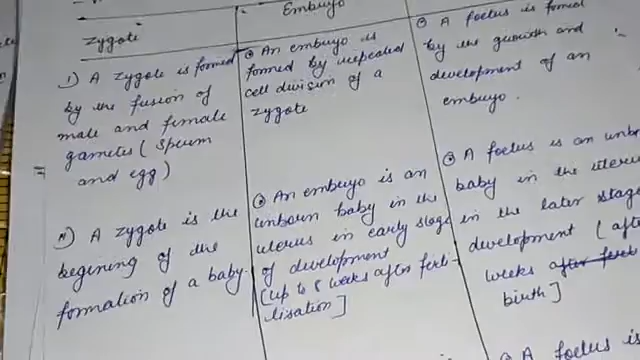 Embryo
zygote
1) A zygote is formed
by the fusion of
male and female
gametes ( sperm
and egg )
An embryo is
formed by repeated
cell division of a
zygote
A foetus is formed
by the growth and
development of an
embryo.
A zygote is the
begining of the
formation of a baby.
An embryo is an
unborn baby in the
uterus in early stage
of development
[up to 8 weeks after ferti-
lisation]
A foetus is an unbo
baby in the uterus
in the later stage
development (
weeks after
birth]
A foetus is